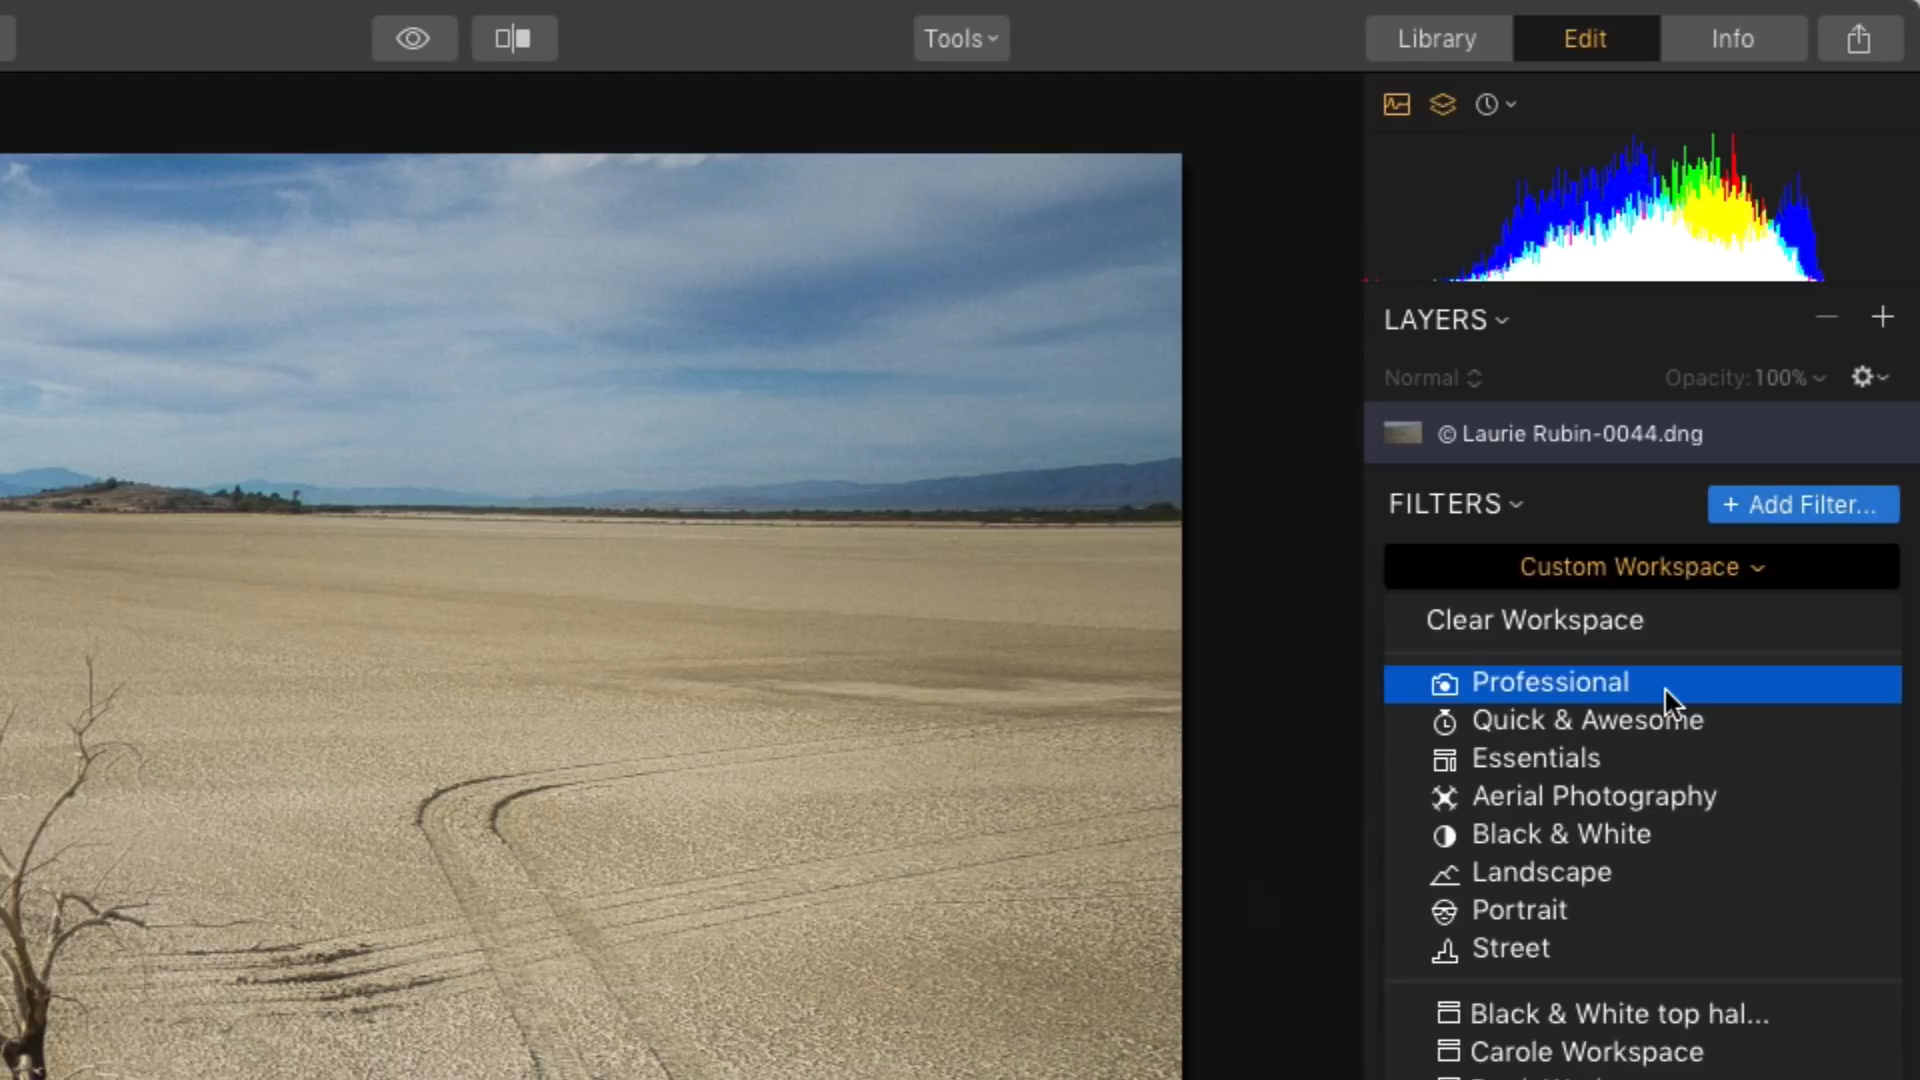 Tools
Library
Edit
Info
LAYERS
Normal
Opacity: 100%
© Laurie Rubin-0044.dng
FILTERS
+ Add Filter...
Custom Workspace
Clear Workspace
Professional
Quick & Awesome
Essentials
Aerial Photography
Black & White
Landscape
Portrait
Street
Black & White top hal...
Carole Workspace